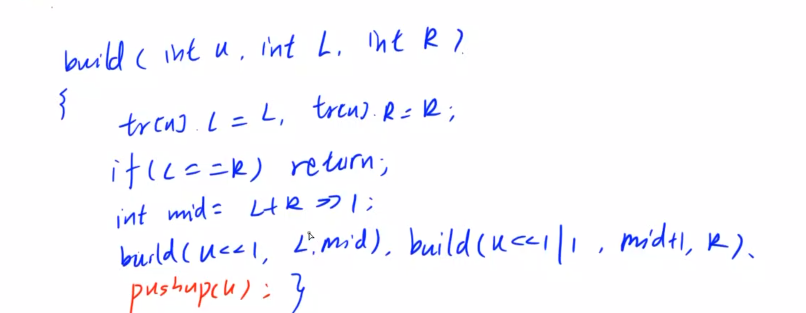 build ( int u, int L, int R )
{
tr[u].L = L, tr[u].R = R;
if(L==R) return;
int mid = L+R >>1;
build(u<<1, L,mid), build(u<<1|1, mid+1, R).
pushup(u);}